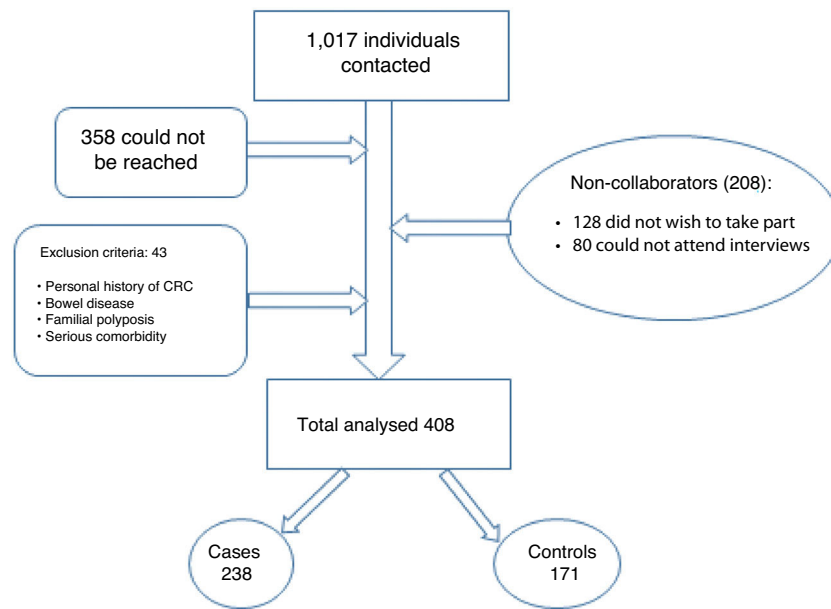 1,017 individuals
contacted
358 could not
be reached
Non-collaborators (208):
• 128 did not wish to take part
• 80 could not attend interviews
Exclusion criteria: 43
• Personal history of CRC
• Bowel disease
• Familial polyposis
• Serious comorbidity
Total analysed 408
Cases
238
Controls
171